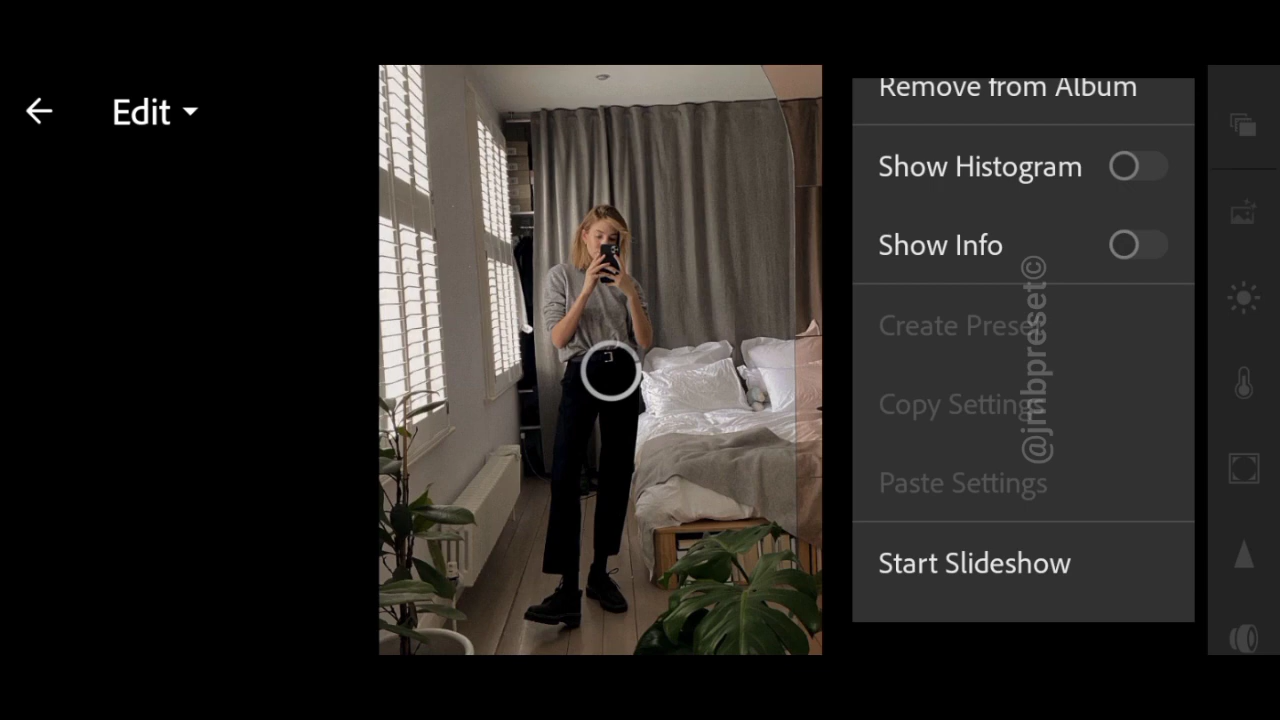 Edit
Remove from Album
Show Histogram
Show Info
Create Preset
Copy Settings
Paste Settings
Start Slideshow
@jmbpreset©